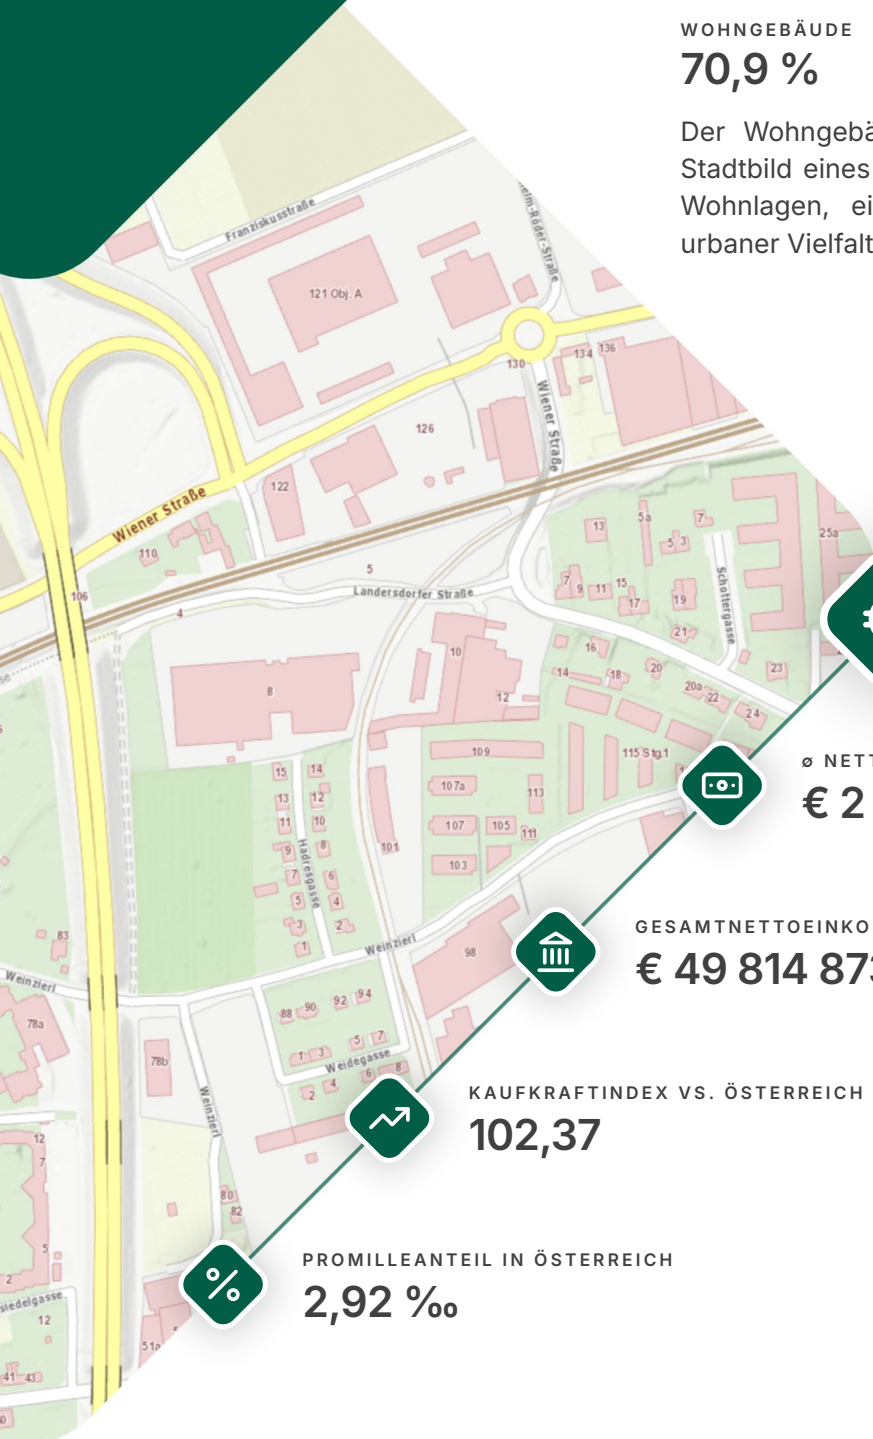 WOHNGEBÄUDE
70,9 %
Der Wohngebä
Stadtbild eines
Wohnlagen, ei
urbaner Vielfalt
Franziskusstraße
elm-Röder-Straße
121 Obj. A
130
134 136
Wiener Straße
126
122
Wiener Straße
110
106
5
Landersdorfer Straße
4
13
5a
7
5 3
25a
7 9 11 15
17
19
21
Schottergasse
16
14
18
20
20a 22
23
24
10
12
8
109
115 Stg.1
107a
113
107
105
111
103
101
15 14
13 12
11 10
9 8
7 6
5 4
3 2
1
Hadresgasse
Weinzierl
98
83
Weinzierl
78a
78b
88 90 92 94
1 3 5 7
Weidegasse
2 4 6 8
Weinzierl
80
82
12
7
5
2
siedelgasse
12
41 43
51a
ø NETT
€ 2
GESAMTNETTOEINKO
€ 49 814 873
KAUFKRAFTINDEX VS. ÖSTERREICH
102,37
PROMILLEANTEIL IN ÖSTERREICH
2,92 ‰